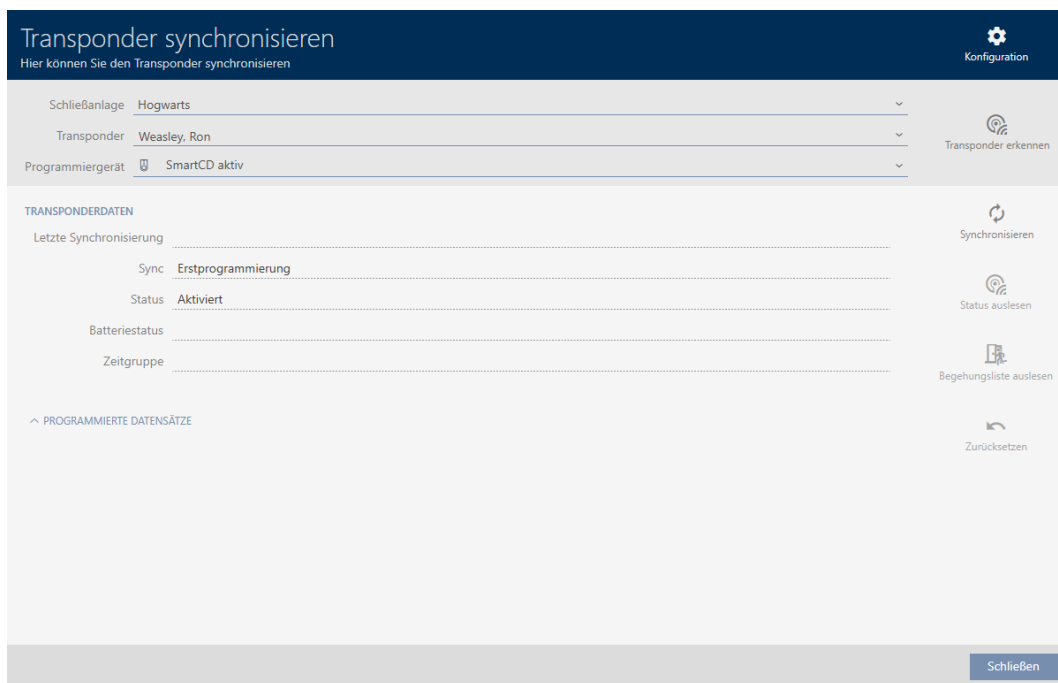 Transponder synchronisieren
Hier können Sie den Transponder synchronisieren
Konfiguration
Schließanlage Hogwarts
Transponder Weasley, Ron
Programmiergerät SmartCD aktiv
Transponder erkennen
TRANSPONDERDATEN
Letzte Synchronisierung
Sync Erstprogrammierung
Status Aktiviert
Batteriestatus
Zeitgruppe
PROGRAMMIERTE DATENSÄTZE
Synchronisieren
Status auslesen
Begehungsliste auslesen
Zurücksetzen
Schließen